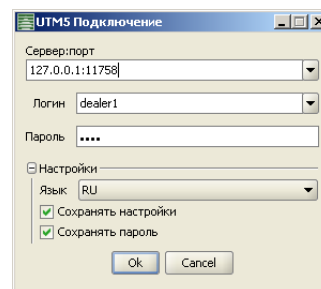 UTM5 Подключение
Сервер:порт
127.0.0.1:11758
Логин dealer1
Пароль ••••
Настройки
Язык RU
Сохранять настройки
Сохранять пароль
Ok Cancel